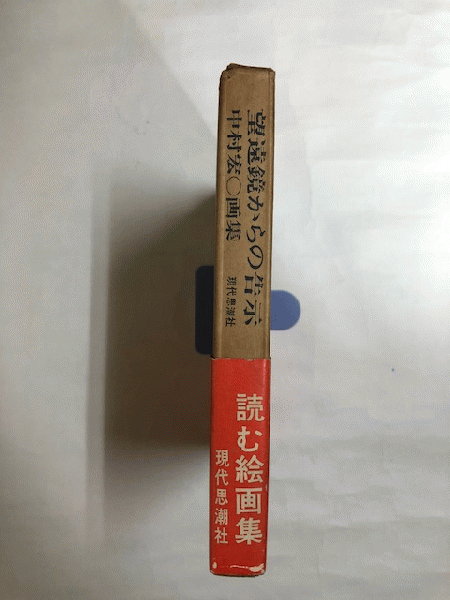 望遠鏡からの告示
中村宏〇画集
現代思潮社
読む絵画集
現代思潮社